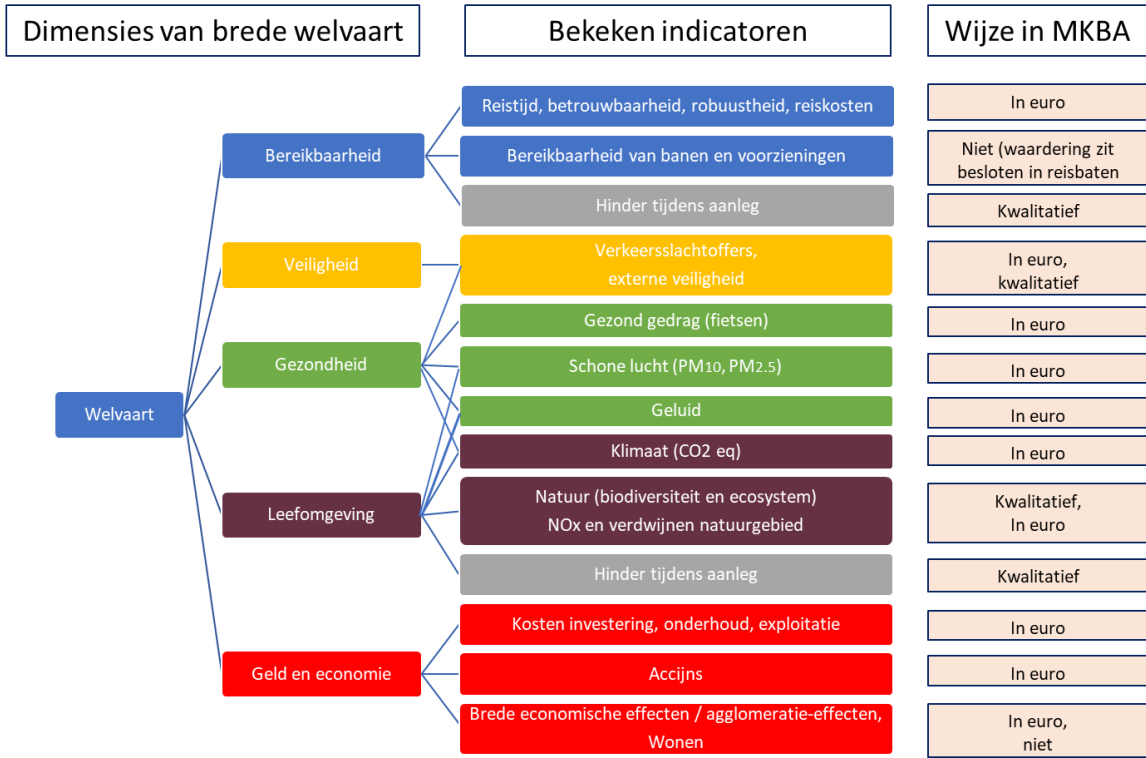 Dimensies van brede welvaart
Bekeken indicatoren
Wijze in MKBA
Reistijd, betrouwbaarheid, robuustheid, reiskosten
In euro
Bereikbaarheid
Bereikbaarheid van banen en voorzieningen
Niet (waardering zit
besloten in reisbaten
Hinder tijdens aanleg
Kwalitatief
Veiligheid
Verkeersslachtoffers,
externe veiligheid
In euro,
kwalitatief
Gezond gedrag (fietsen)
In euro
Gezondheid
Schone lucht (PM10, PM2.5)
In euro
Welvaart
Geluid
In euro
Klimaat (CO2 eq)
In euro
Leefomgeving
Natuur (biodiversiteit en ecosystem)
NOx en verdwijnen natuurgebied
Kwalitatief,
In euro
Hinder tijdens aanleg
Kwalitatief
Kosten investering, onderhoud, exploitatie
In euro
Geld en economie
Accijns
In euro
Brede economische effecten / agglomeratie-effecten,
Wonen
In euro,
niet